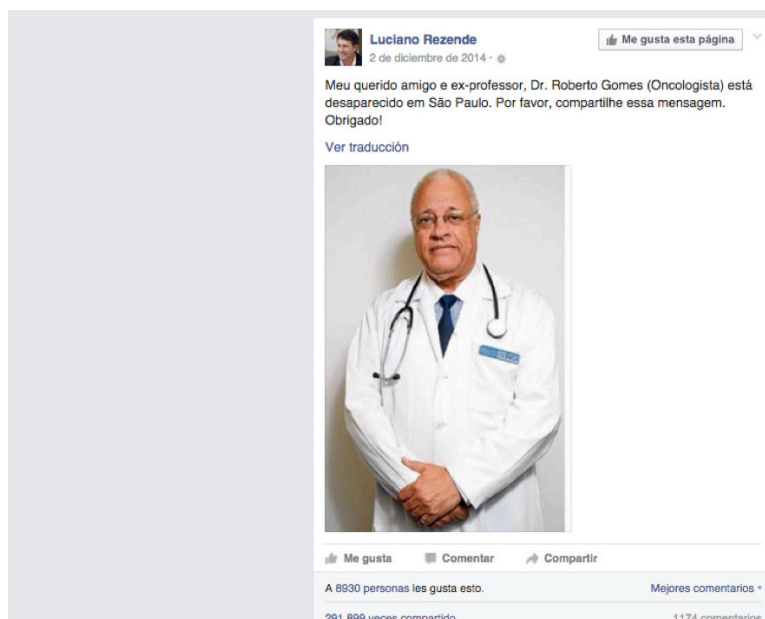 Luciano Rezende
Me gusta esta página
2 de diciembre de 2014 ·
Meu querido amigo e ex-professor, Dr. Roberto Gomes (Oncologista) está
desaparecido em São Paulo. Por favor, compartilhe essa mensagem.
Obrigado!
Ver traducción
Me gusta Comentar Compartir
A 8930 personas les gusta esto. Mejores comentarios
291.899 veces compartido 1174 comentarios